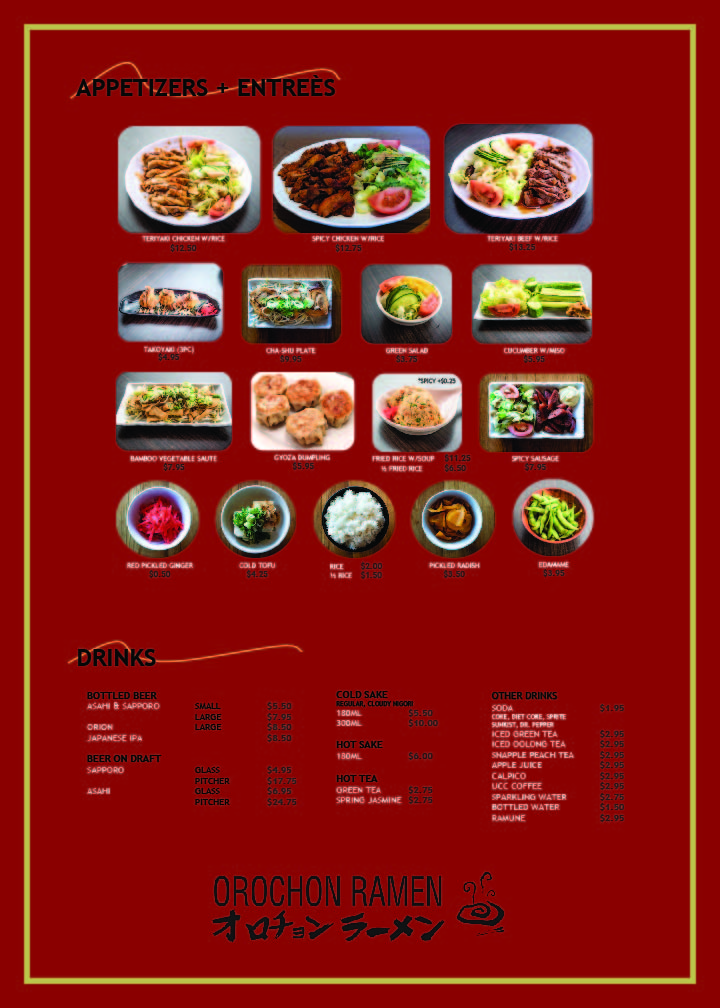 APPETIZERS + ENTREÈS
TERIYAKI CHICKEN W/RICE
$12.50
SPICY CHICKEN W/RICE
$12.75
TERIYAKI BEEF W/RICE
$13.25
TAKOYAKI (3PC)
$4.95
CHA-SHU PLATE
GREEN SALAD
CUCUMBER W/MISO
BAMBOO VEGETABLE SAUTE
$7.95
GYOZA DUMPLING
$5.95
*SPICY +$0.25
FRIED RICE W/SOUP $11.25
½ FRIED RICE $6.50
SPICY SAUSAGE
$7.95
RED PICKLED GINGER
$0.50
COLD TOFU
$4.25
RICE $2.00
½ RICE $1.50
PICKLED RADISH
$3.50
EDAMAME
$3.95
DRINKS
BOTTLED BEER
ASAHI & SAPPORO SMALL $5.50
LARGE $7.95
ORION LARGE $8.50
JAPANESE IPA $8.50
BEER ON DRAFT
SAPPORO GLASS $4.95
PITCHER $17.75
ASAHI GLASS $6.95
PITCHER $24.75
COLD SAKE
REGULAR, CLOUDY NIGORI
180ML $5.50
300ML $10.00
HOT SAKE
180ML $6.00
HOT TEA
GREEN TEA $2.75
SPRING JASMINE $2.75
OTHER DRINKS
SODA $1.95
COKE, DIET COKE, SPRITE
SUNKIST, DR. PEPPER
ICED GREEN TEA $2.95
ICED OOLONG TEA $2.95
SNAPPLE PEACH TEA $2.95
APPLE JUICE $2.95
CALPICO $2.95
UCC COFFEE $2.95
SPARKLING WATER $2.75
BOTTLED WATER $1.50
RAMUNE $2.95
OROCHON RAMEN
オロチョンラーメン